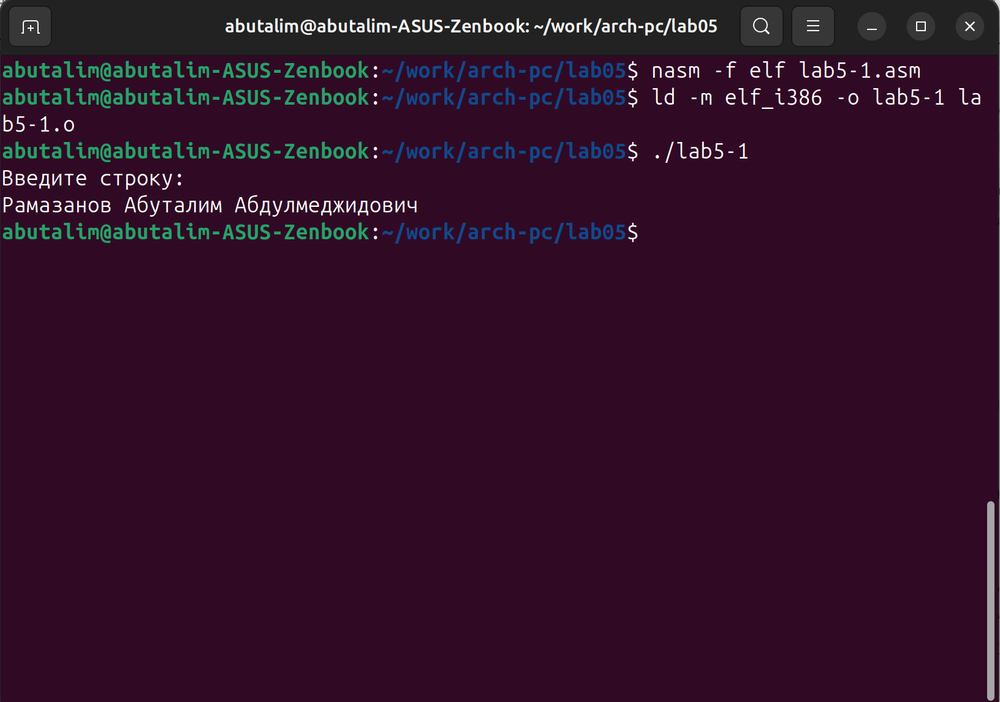 abutalim@abutalim-ASUS-Zenbook: ~/work/arch-pc/lab05
abutalim@abutalim-ASUS-Zenbook:~/work/arch-pc/lab05$ nasm -f elf lab5-1.asm
abutalim@abutalim-ASUS-Zenbook:~/work/arch-pc/lab05$ ld -m elf_i386 -o lab5-1 la
b5-1.o
abutalim@abutalim-ASUS-Zenbook:~/work/arch-pc/lab05$ ./lab5-1
Введите строку:
Рамазанов Абуталим Абдулмеджидович
abutalim@abutalim-ASUS-Zenbook:~/work/arch-pc/lab05$